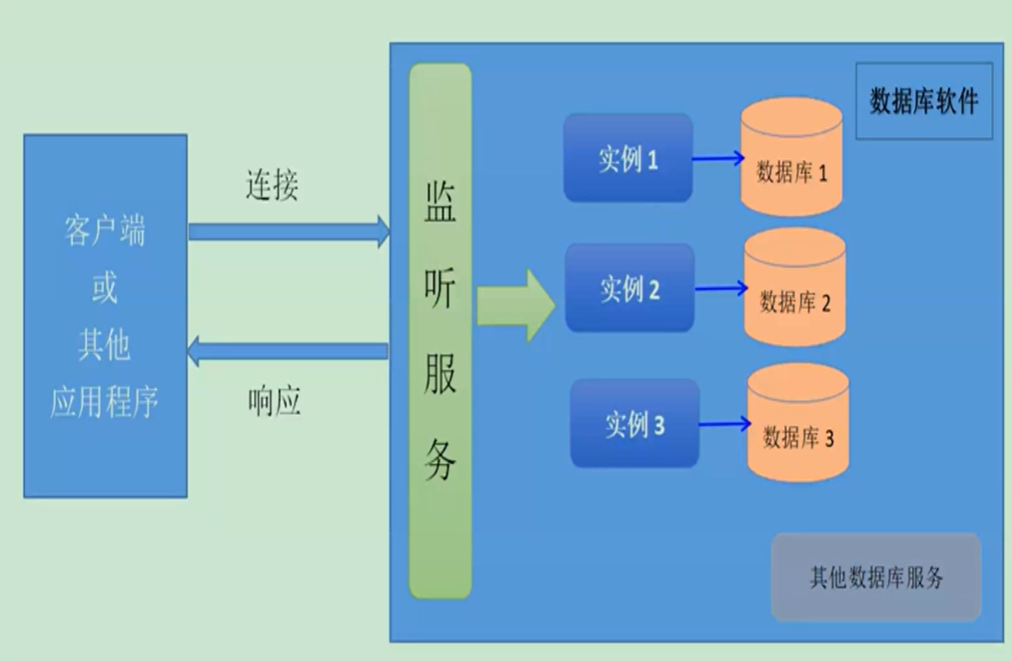 客户端
或
其他
应用程序
连接
响应
监
听
服
务
数据库软件
实例 1
数据库 1
实例 2
数据库 2
实例 3
数据库 3
其他数据库服务